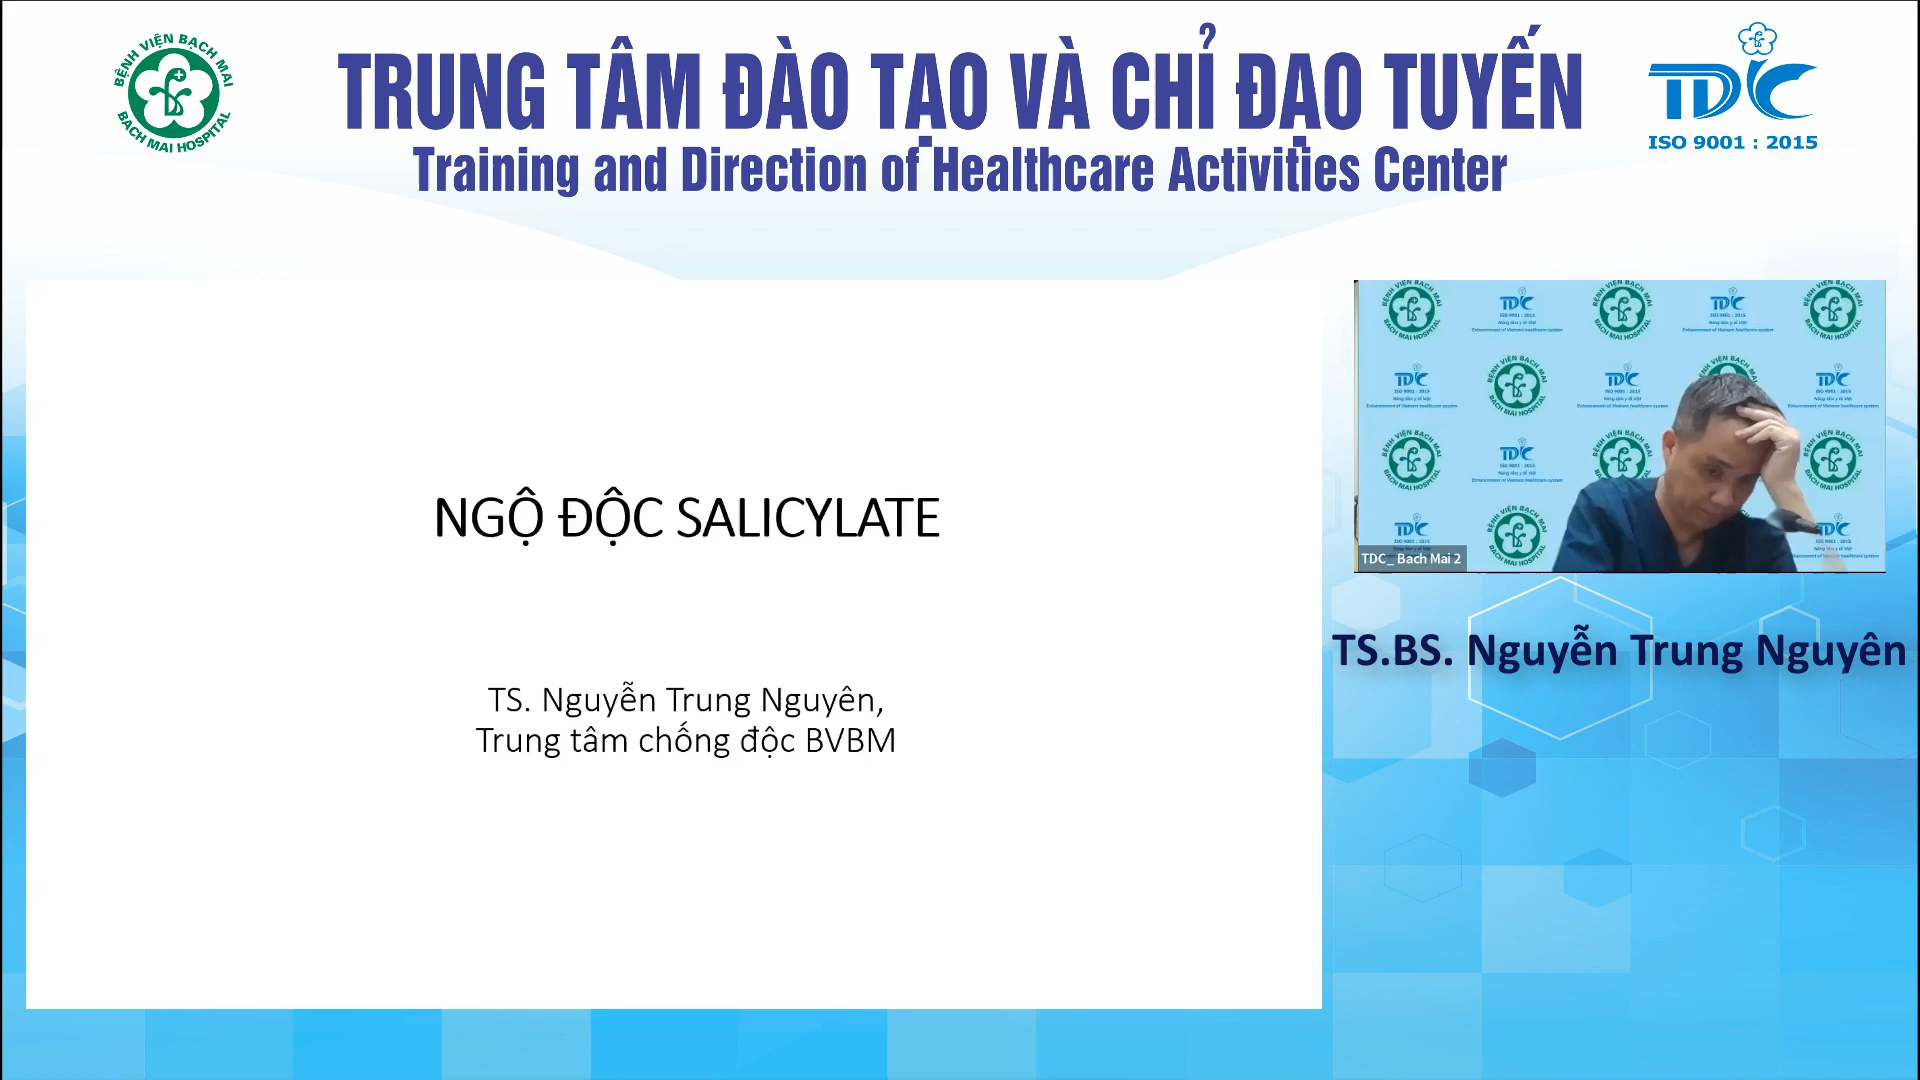 BỆNH VIỆN BẠCH MAI
BACH MAI HOSPITAL
TRUNG TÂM ĐÀO TẠO VÀ CHỈ ĐẠO TUYẾN
Training and Direction of Healthcare Activities Center
TDC
ISO 9001 : 2015
NGỘ ĐỘC SALICYLATE
TS. Nguyễn Trung Nguyên,
Trung tâm chống độc BVBM
TDC_ Bach Mai 2
TS.BS. Nguyễn Trung Nguyên